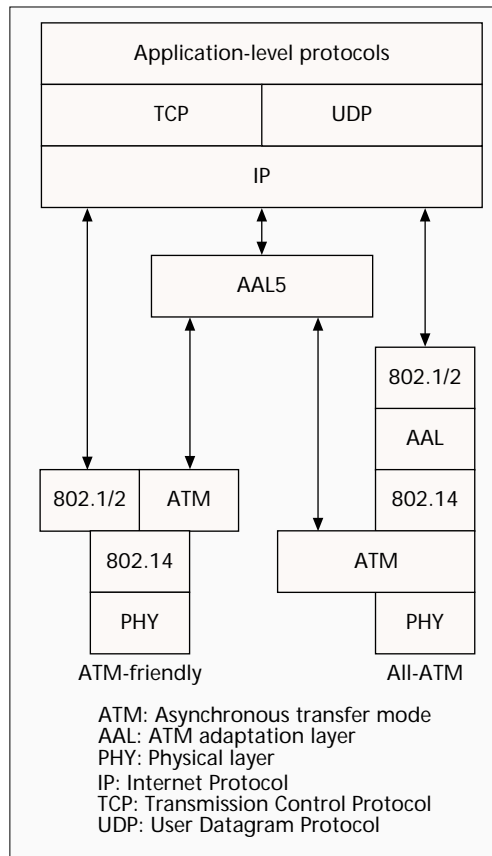 Application-level protocols
TCP UDP
IP
AAL5
802.1/2
AAL
802.1/2 ATM 802.14
802.14 ATM
PHY PHY
ATM-friendly All-ATM
ATM: Asynchronous transfer mode
AAL: ATM adaptation layer
PHY: Physical layer
IP: Internet Protocol
TCP: Transmission Control Protocol
UDP: User Datagram Protocol